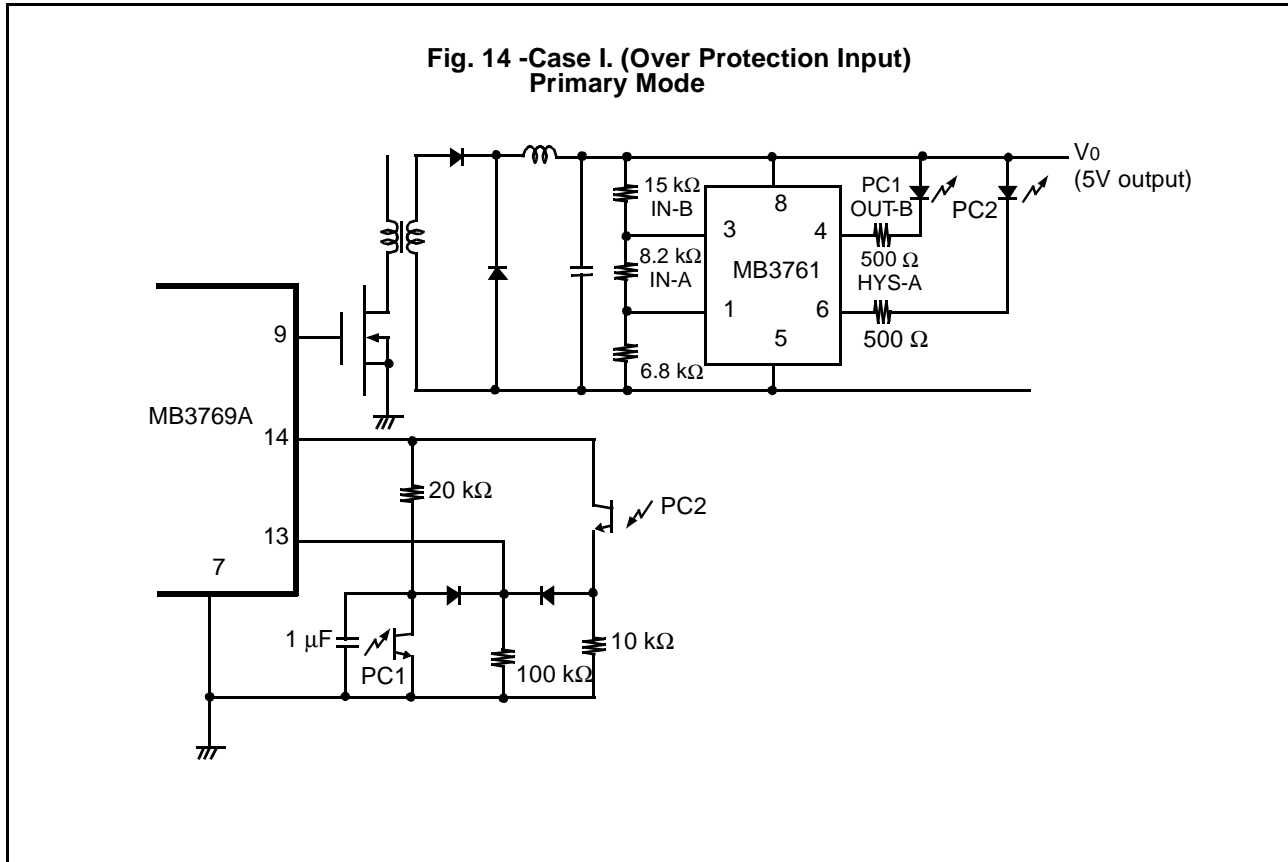 Fig. 14 -Case I. (Over Protection Input)
Primary Mode
V0
(5V output)
15 kΩ
IN-B
8.2 kΩ
IN-A
6.8 kΩ
3
1
8
MB3761
5
4
6
PC1
OUT-B
PC2
500 Ω
HYS-A
500 Ω
9
MB3769A
14
13
7
20 kΩ
PC2
1 μF
PC1
100 kΩ
10 kΩ